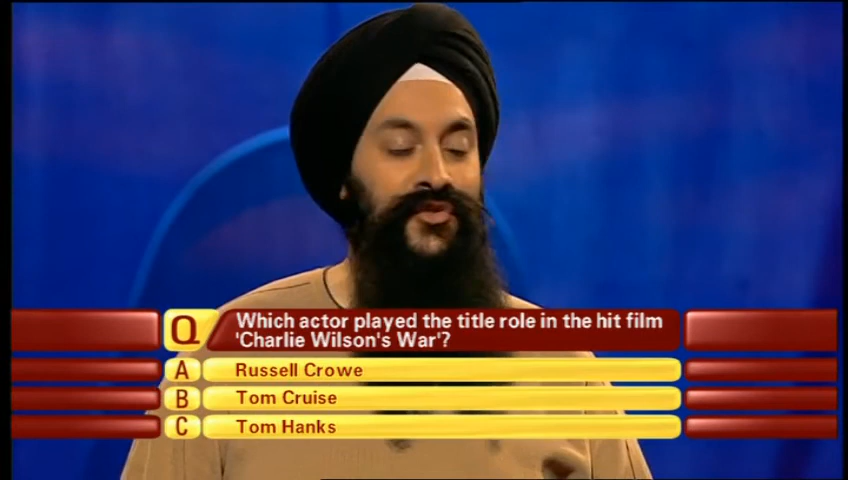 Q Which actor played the title role in the hit film
'Charlie Wilson's War'?
A Russell Crowe
B Tom Cruise
C Tom Hanks